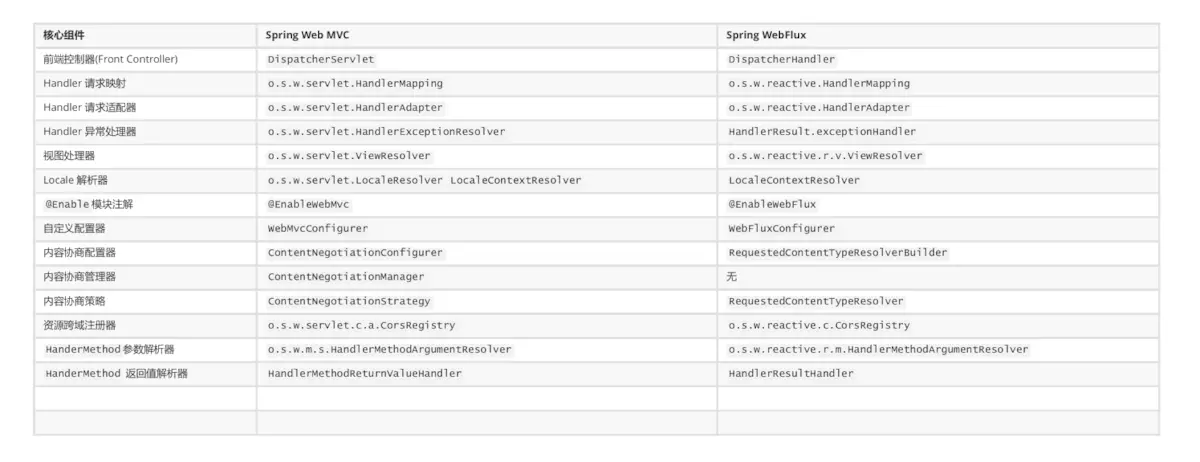 核心组件 Spring Web MVC Spring WebFlux
前端控制器(Front Controller) DispatcherServlet DispatcherHandler
Handler 请求映射 o.s.w.servlet.HandlerMapping o.s.w.reactive.HandlerMapping
Handler 请求适配器 o.s.w.servlet.HandlerAdapter o.s.w.reactive.HandlerAdapter
Handler 异常处理器 o.s.w.servlet.HandlerExceptionResolver HandlerResult.exceptionHandler
视图处理器 o.s.w.servlet.ViewResolver o.s.w.reactive.r.v.ViewResolver
Locale 解析器 o.s.w.servlet.LocaleResolver LocaleContextResolver LocaleContextResolver
@Enable 模块注解 @EnableWebMvc @EnableWebFlux
自定义配置器 WebMvcConfigurer WebFluxConfigurer
内容协商配置器 ContentNegotiationConfigurer RequestedContentTypeResolverBuilder
内容协商管理器 ContentNegotiationManager 无
内容协商策略 ContentNegotiationStrategy RequestedContentTypeResolver
资源跨域注册器 o.s.w.servlet.c.a.CorsRegistry o.s.w.reactive.c.CorsRegistry
HanderMethod 参数解析器 o.s.w.m.s.HandlerMethodArgumentResolver o.s.w.reactive.r.m.HandlerMethodArgumentResolver
HanderMethod 返回值解析器 HandlerMethodReturnValueHandler HandlerResultHandler